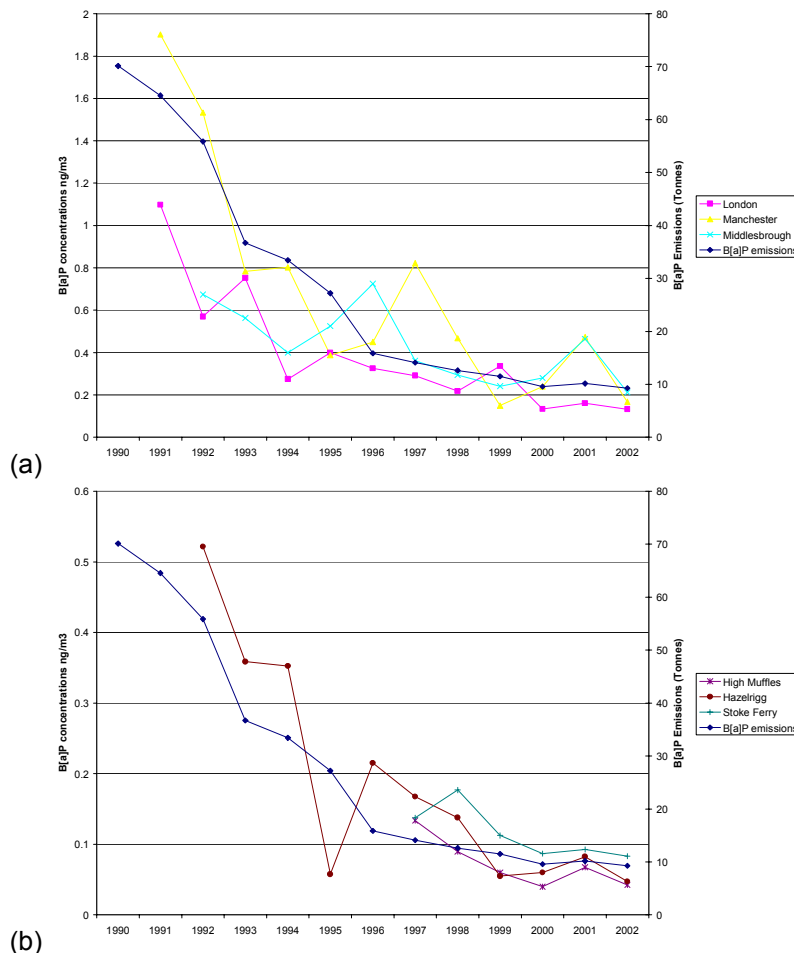 2
1.8
1.6
1.4
1.2
1
0.8
0.6
0.4
0.2
0
B[a]P concentrations ng/m3
80
70
60
50
40
30
20
10
0
B[a]P Emissions (Tonnes)
London
Manchester
Middlesbrough
B[a]P emissions
1990 1991 1992 1993 1994 1995 1996 1997 1998 1999 2000 2001 2002
(a)
0.6
0.5
0.4
0.3
0.2
0.1
0
B[a]P concentrations ng/m3
80
70
60
50
40
30
20
10
0
B[a]P Emissions (Tonnes)
High Muffles
Hazelrigg
Stoke Ferry
B[a]P emissions
1990 1991 1992 1993 1994 1995 1996 1997 1998 1999 2000 2001 2002
(b)